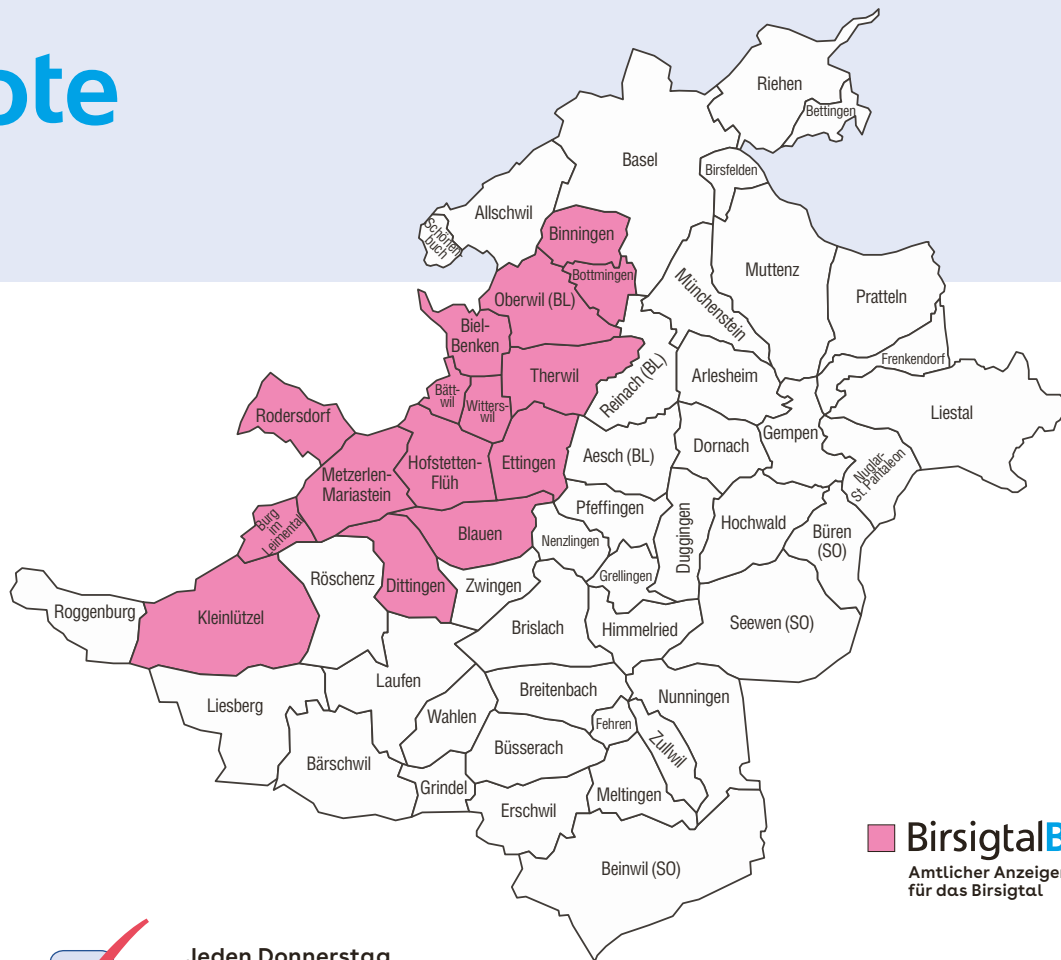 ote
Riehen
Bettingen
Basel
Birsfelden
Allschwil
Schönen-
buch
Binningen
Bottmingen
Muttenz
Münchenstein
Pratteln
Oberwil (BL)
Biel-
Benken
Frenkendorf
Therwil
Reinach (BL)
Arlesheim
Bätt-
wil
Witters-
wil
Liestal
Rodersdorf
Gempen
Dornach
Aesch (BL)
Ettingen
Hofstetten-
Flüh
Metzerlen-
Mariastein
Nuglar-
St. Pantaleon
Pfeffingen
Duggingen
Hochwald
Büren
(SO)
Burg
im
Leimental
Blauen
Nenzlingen
Grellingen
Röschenz
Dittingen
Zwingen
Roggenburg
Kleinlützel
Brislach
Himmelried
Seewen (SO)
Laufen
Breitenbach
Nunningen
Liesberg
Wahlen
Fehren
Zullwil
Büsserach
Bärschwil
Grindel
Meltingen
Erschwil
Beinwil (SO)
BirsigtalB
Amtlicher Anzeiger
für das Birsigtal
Jeden Donnerstag